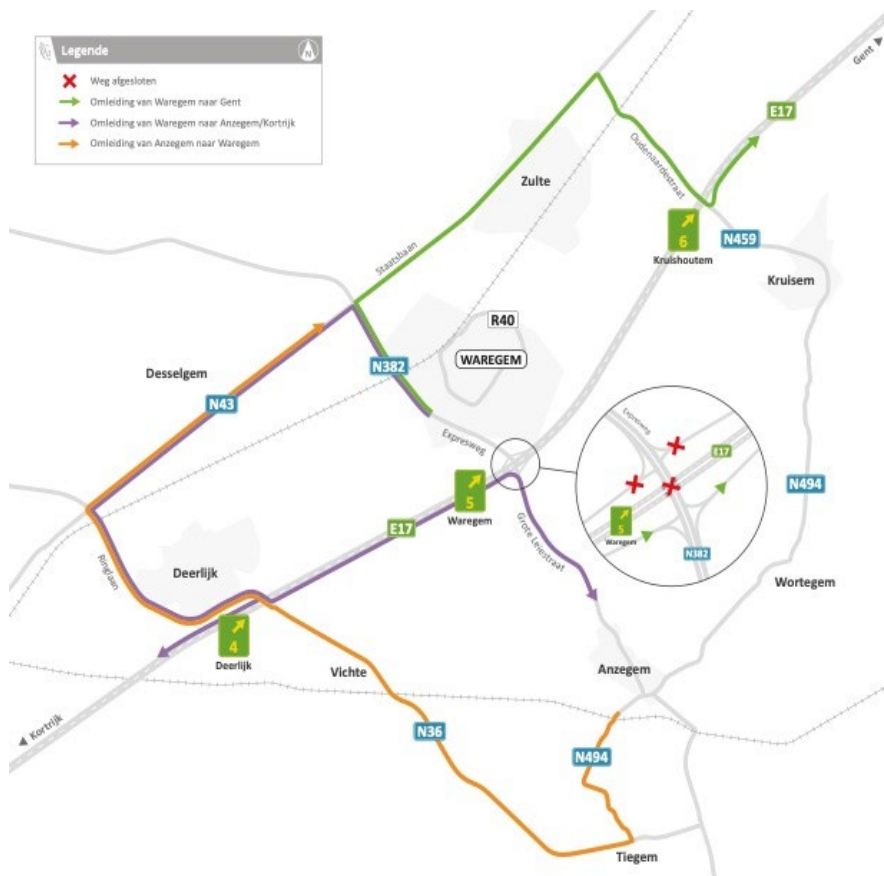 Legende
N
Weg afgesloten
Omleiding van Waregem naar Gent
Omleiding van Waregem naar Anzegem/Kortrijk
Omleiding van Anzegem naar Waregem
Gent
E17
Oudenaardestraat
Zulte
6
Kruishoutem
N459
Kruisem
Staatsbaan
R40
WAREGEM
N382
Desselgem
N43
Expresweg
Expresweg
E17
5
Waregem
N382
N494
5
Waregem
E17
Grote Leiestraat
Ringlaan
Deerlijk
Wortegem
4
Deerlijk
Vichte
Anzegem
Kortrijk
N36
N494
Tiegem